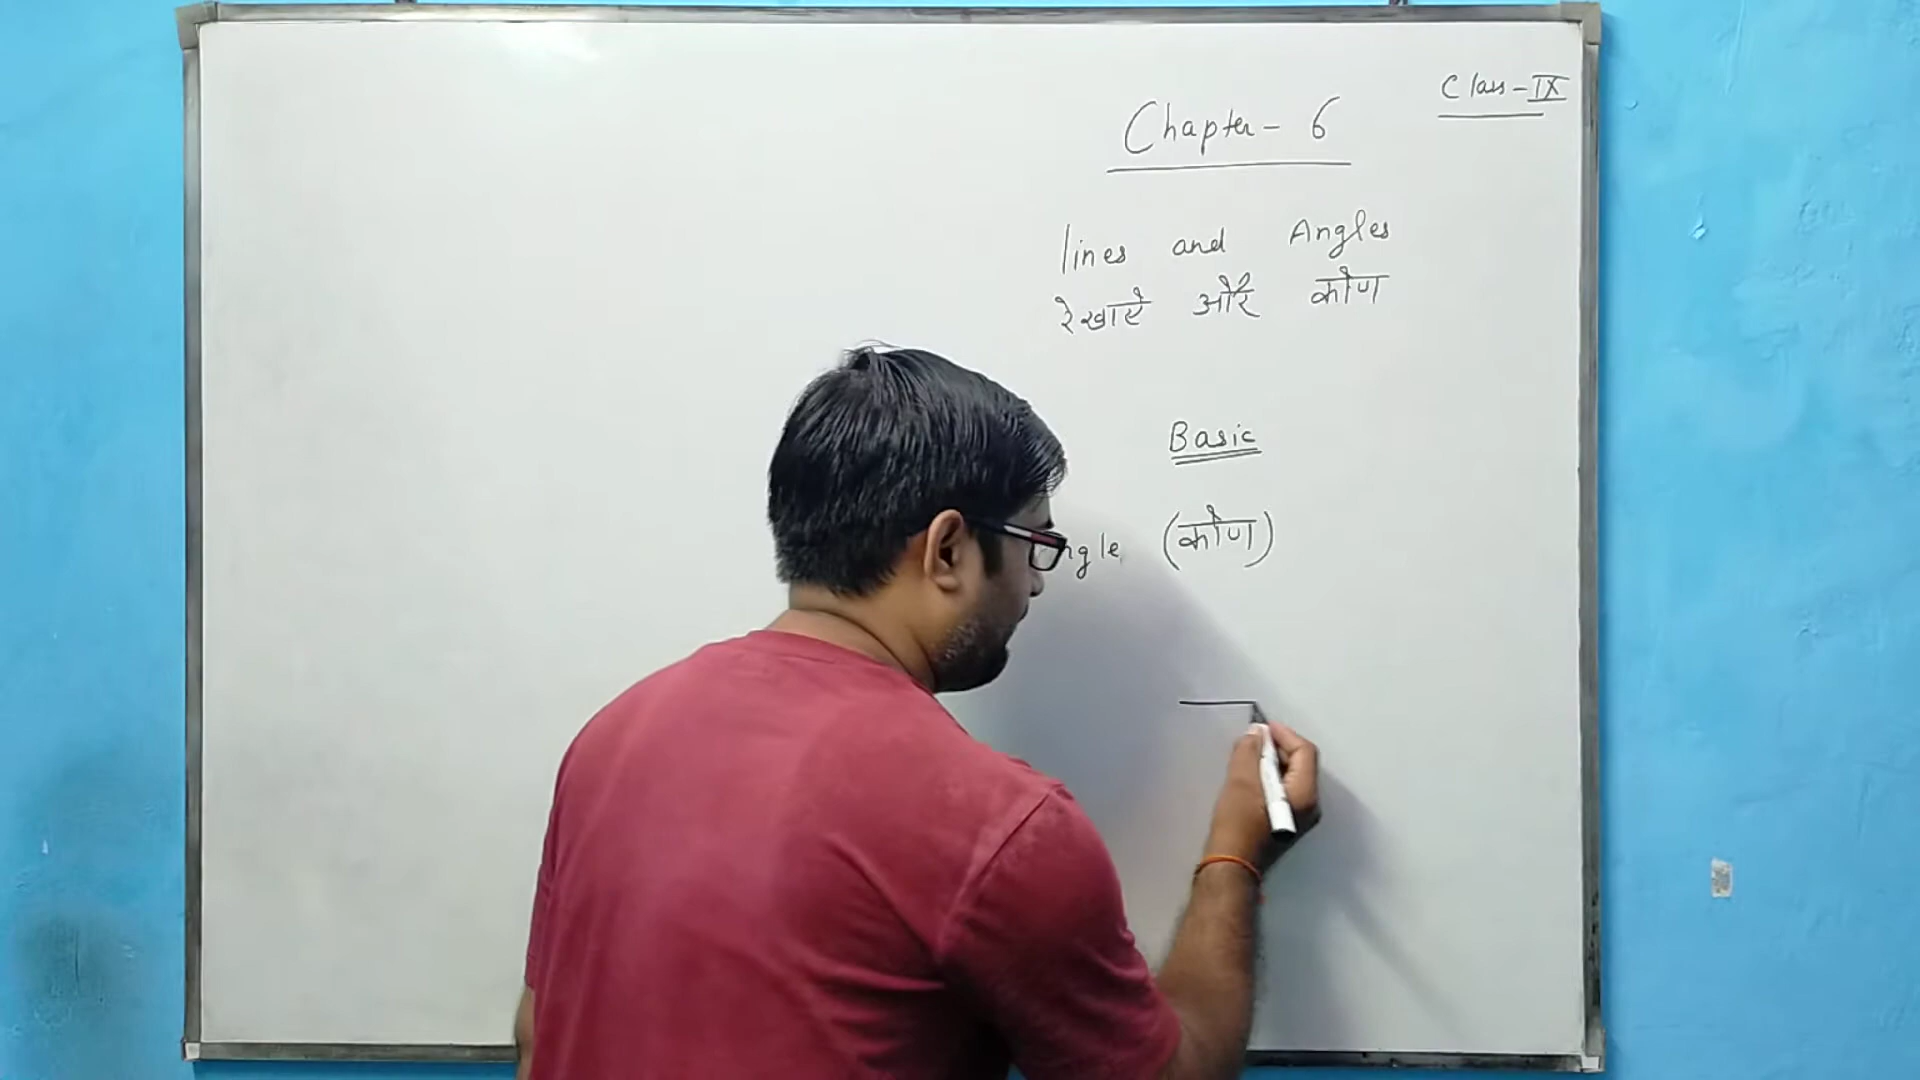 Class-IX
Chapter- 6
lines and Angles
रेखाऐ और कोण
Basic
ngle (कोण)